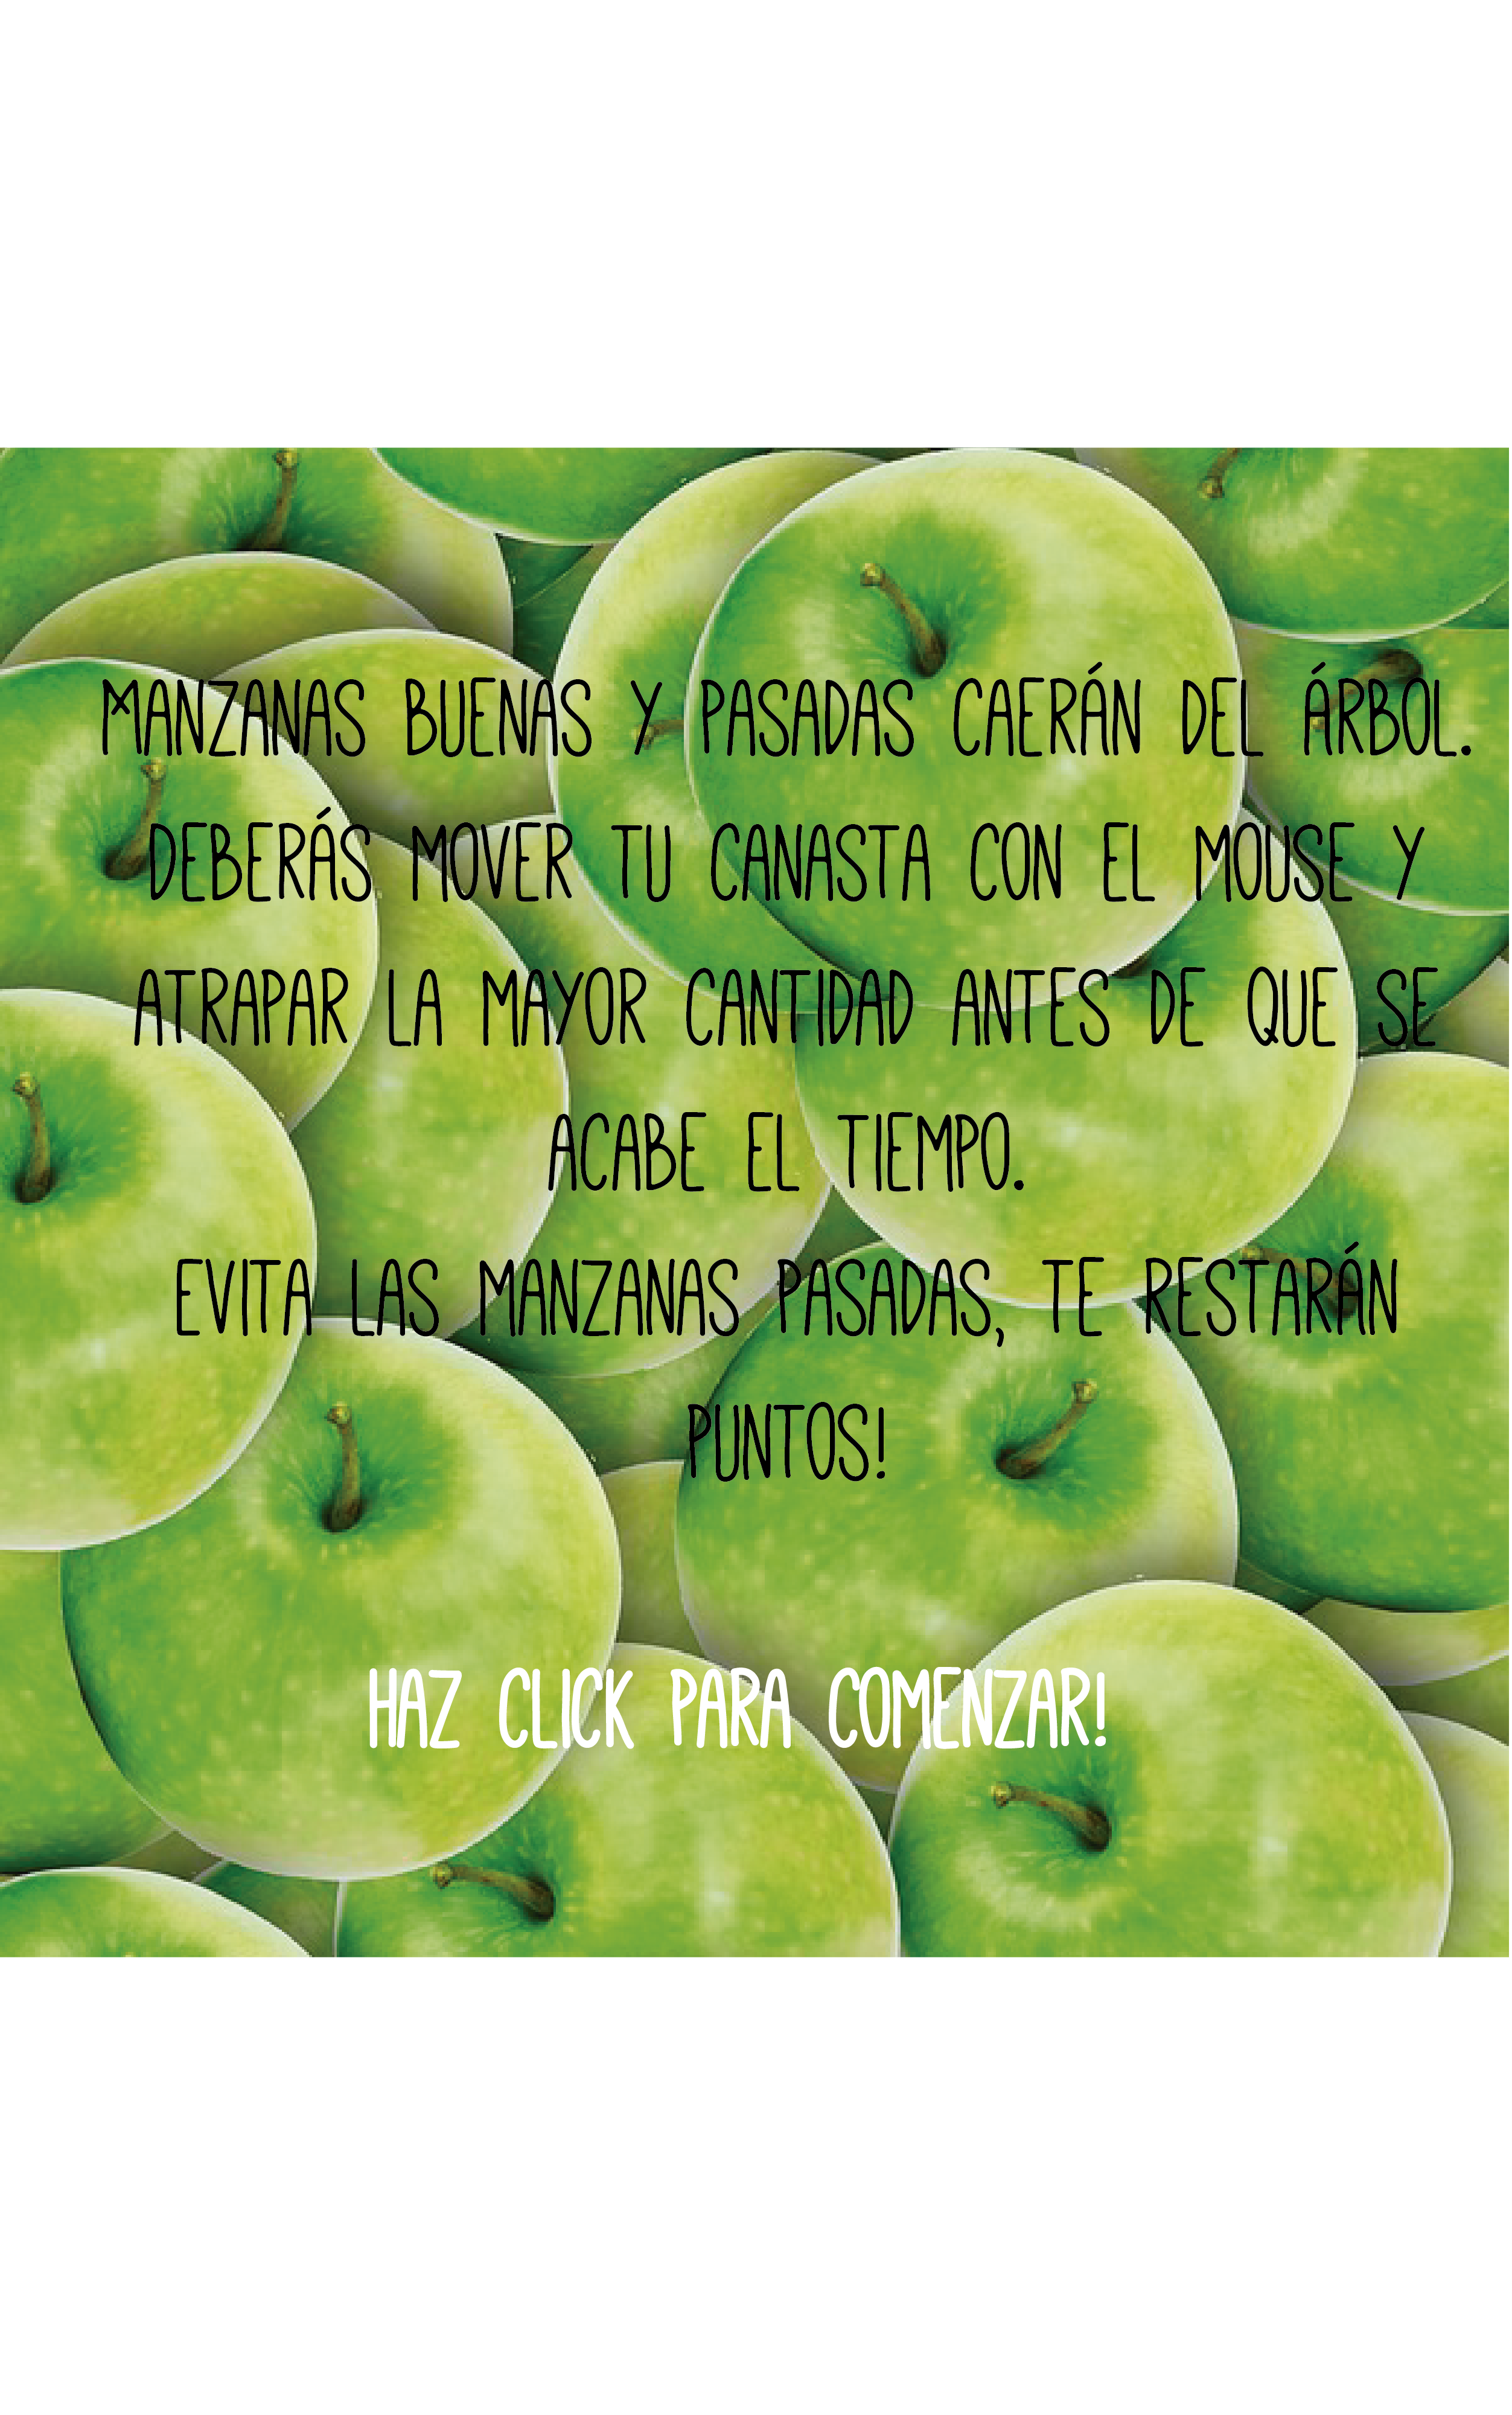 MANZANAS BUENAS Y PASADAS CAERÁN DEL ÁRBOL.
DEBERÁS MOVER TU CANASTA CON EL MOUSE Y
ATRAPAR LA MAYOR CANTIDAD ANTES DE QUE SE
ACABE EL TIEMPO.
EVITA LAS MANZANAS PASADAS, TE RESTARÁN
PUNTOS!
HAZ CLICK PARA COMENZAR!